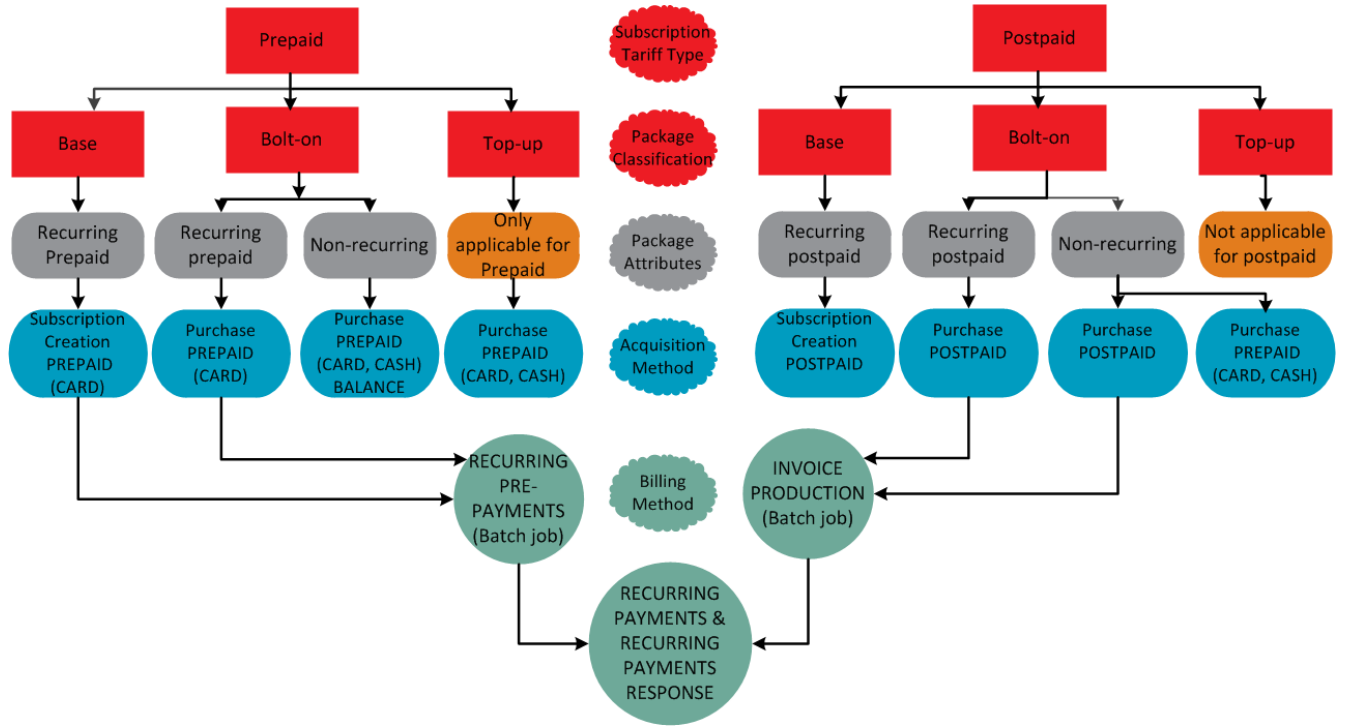 Prepaid
Subscription
Tariff Type
Postpaid
Base
Bolt-on
Top-up
Package
Classification
Base
Bolt-on
Top-up
Recurring
Prepaid
Recurring
prepaid
Non-recurring
Only
applicable for
Prepaid
Package
Attributes
Recurring
postpaid
Recurring
postpaid
Non-recurring
Not applicable
for postpaid
Subscription
Creation
PREPAID
(CARD)
Purchase
PREPAID
(CARD)
Purchase
PREPAID
(CARD, CASH)
BALANCE
Purchase
PREPAID
(CARD, CASH)
Acquisition
Method
Subscription
Creation
POSTPAID
Purchase
POSTPAID
Purchase
POSTPAID
Purchase
PREPAID
(CARD, CASH)
RECURRING
PRE-
PAYMENTS
(Batch job)
Billing
Method
INVOICE
PRODUCTION
(Batch job)
RECURRING
PAYMENTS &
RECURRING
PAYMENTS
RESPONSE